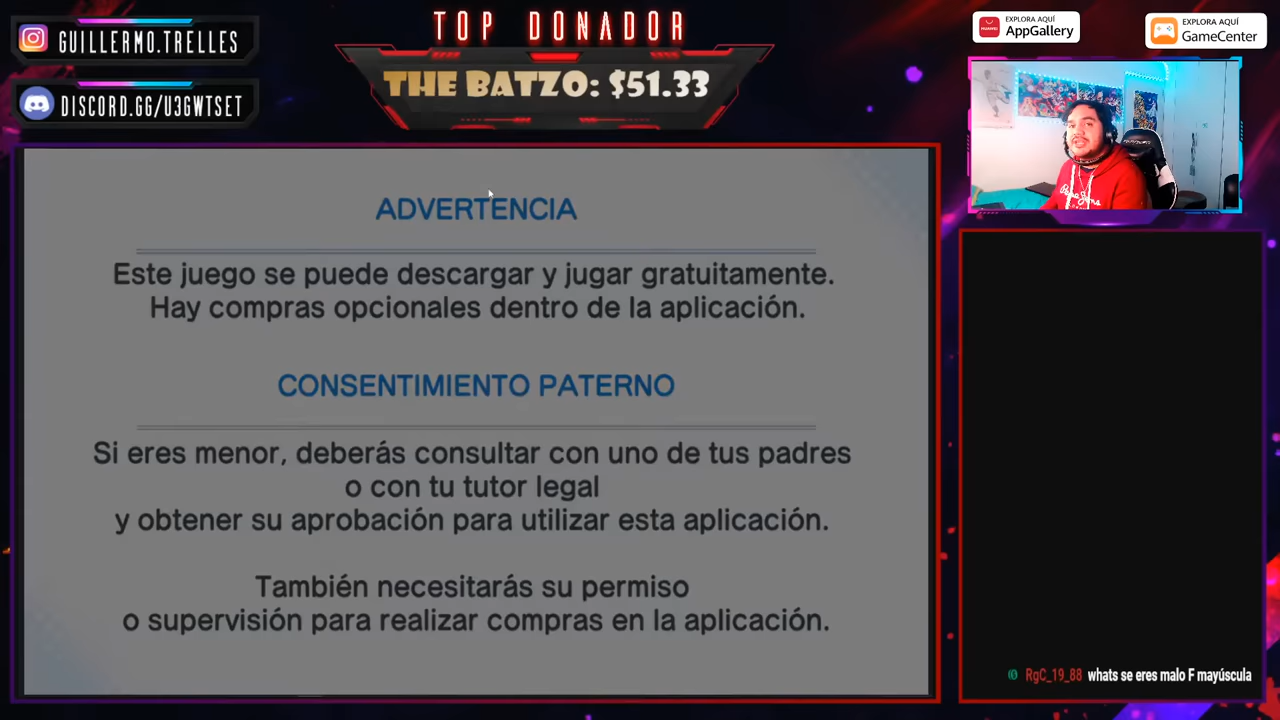 GUILLERMO.TRELLES
DISCORD.GG/U3GWTSET
TOP DONADOR
THE BATZO: $51.33
EXPLORA AQUÍ
AppGallery
EXPLORA AQUÍ
GameCenter
ADVERTENCIA
Este juego se puede descargar y jugar gratuitamente.
Hay compras opcionales dentro de la aplicación.
CONSENTIMIENTO PATERNO
Si eres menor, deberás consultar con uno de tus padres
o con tu tutor legal
y obtener su aprobación para utilizar esta aplicación.
También necesitarás su permiso
o supervisión para realizar compras en la aplicación.
RgC_19_88 whats se eres malo F mayúscula